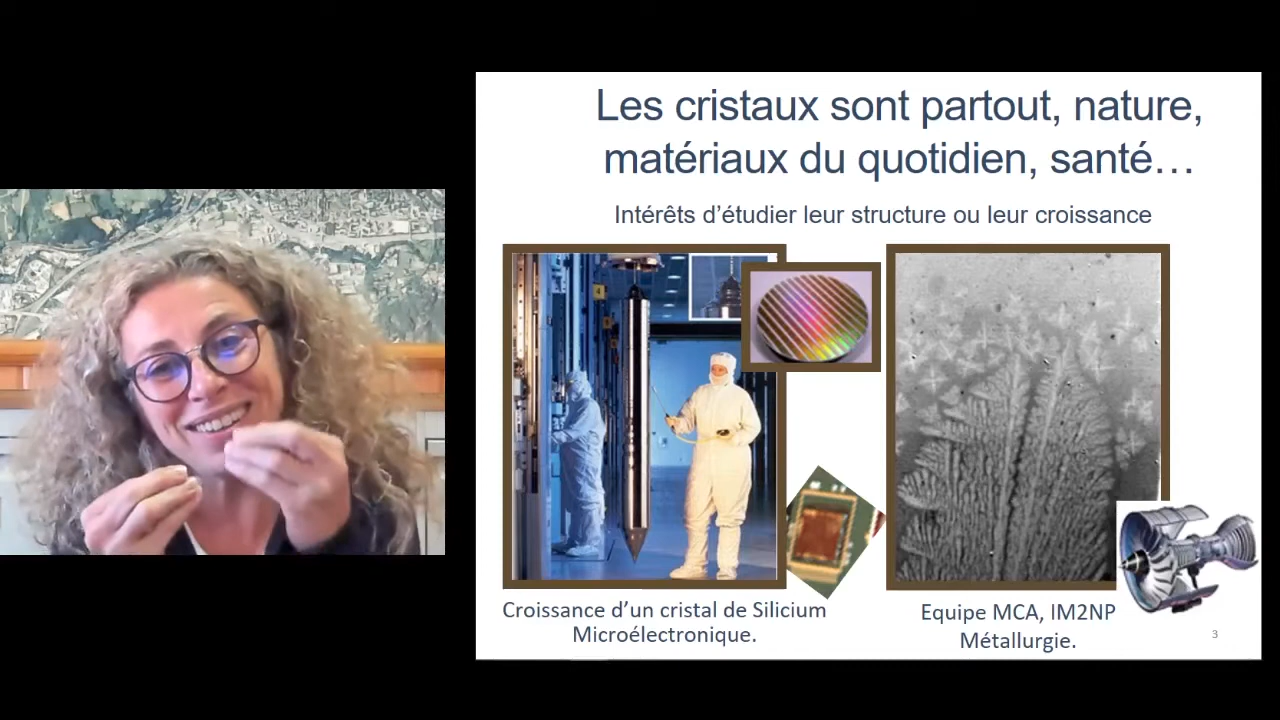 Les cristaux sont partout, nature,
matériaux du quotidien, santé…
Intérêts d’étudier leur structure ou leur croissance
Croissance d’un cristal de Silicium
Microélectronique.
Equipe MCA, IM2NP
Métallurgie.
3